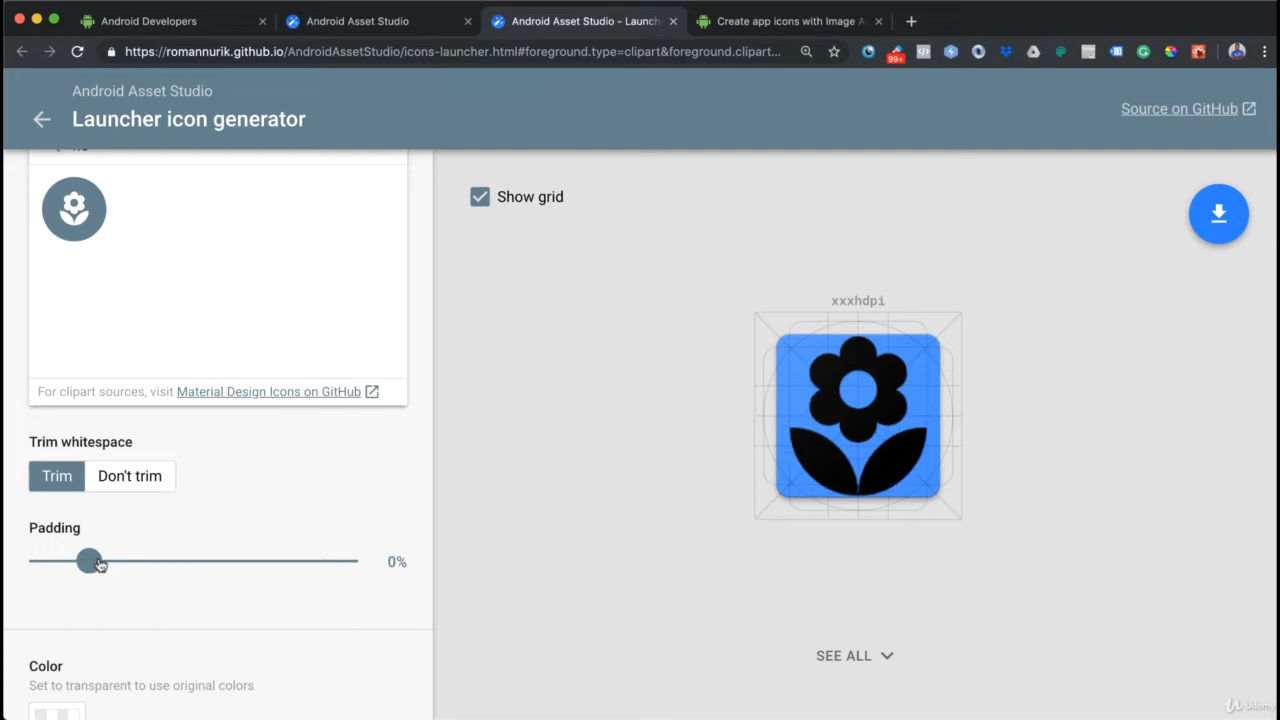 Android Developers
Android Asset Studio
Android Asset Studio - Launch
Create app icons with Image A
https://romannurik.github.io/AndroidAssetStudio/icons-launcher.html#foreground.type=clipart&foreground.clipart...
99+
Android Asset Studio
Launcher icon generator
Source on GitHub
Show grid
xxxhdpi
For clipart sources, visit Material Design Icons on GitHub
Trim whitespace
Trim
Don't trim
Padding
0%
SEE ALL
Color
Set to transparent to use original colors
Udemy